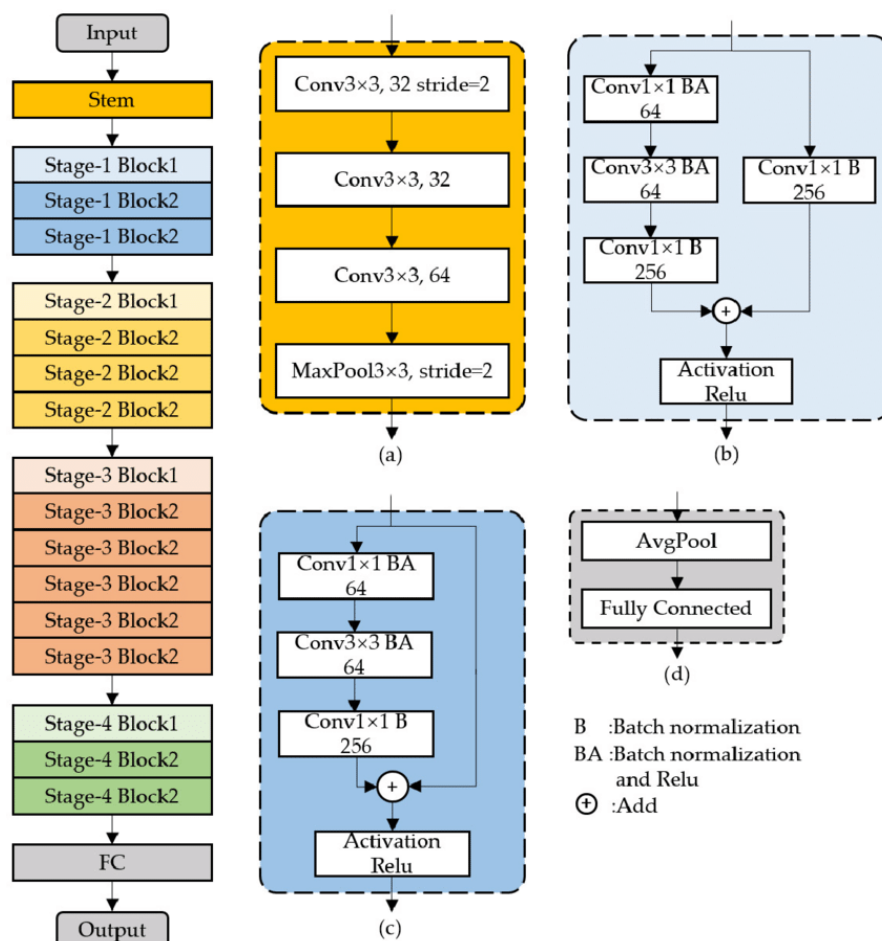 Input
Stem
Stage-1 Block1
Stage-1 Block2
Stage-1 Block2
Stage-2 Block1
Stage-2 Block2
Stage-2 Block2
Stage-2 Block2
Stage-3 Block1
Stage-3 Block2
Stage-3 Block2
Stage-3 Block2
Stage-3 Block2
Stage-3 Block2
Stage-4 Block1
Stage-4 Block2
Stage-4 Block2
FC
Output
Conv3×3, 32 stride=2
Conv3×3, 32
Conv3×3, 64
MaxPool3×3, stride=2
(a)
Conv1×1 BA
64
Conv3×3 BA
64
Conv1×1 B
256
Conv1×1 B
256
+
Activation
Relu
(b)
Conv1×1 BA
64
Conv3×3 BA
64
Conv1×1 B
256
+
Activation
Relu
(c)
AvgPool
Fully Connected
(d)
B :Batch normalization
BA :Batch normalization
and Relu
⊕ :Add